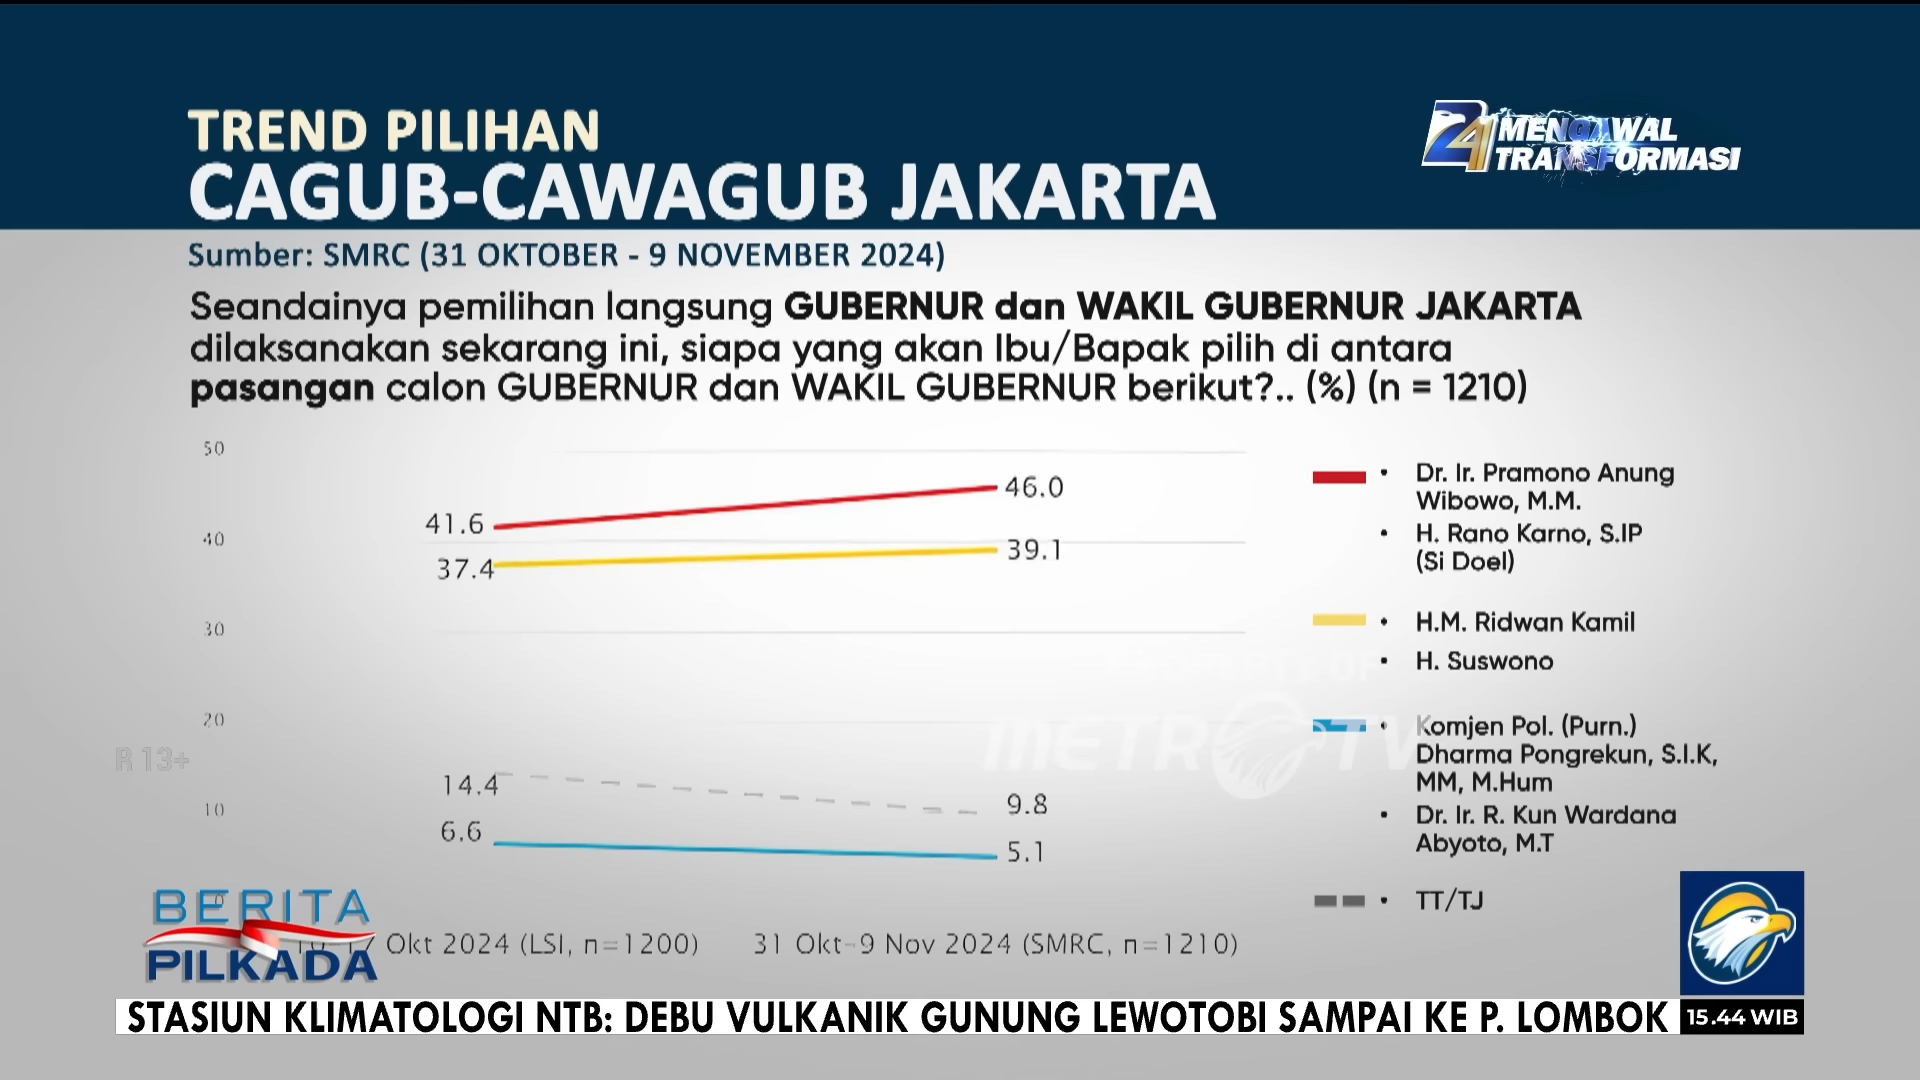 TREND PILIHAN
CAGUB-CAWAGUB JAKARTA
24 MENGAWAL
TRANSFORMASI
Sumber: SMRC (31 OKTOBER - 9 NOVEMBER 2024)
Seandainya pemilihan langsung GUBERNUR dan WAKIL GUBERNUR JAKARTA
dilaksanakan sekarang ini, siapa yang akan Ibu/Bapak pilih di antara
pasangan calon GUBERNUR dan WAKIL GUBERNUR berikut?.. (%) (n = 1210)
50
40
30
20
10
0
41.6
46.0
37.4
39.1
14.4
9.8
6.6
5.1
• Dr. Ir. Pramono Anung
Wibowo, M.M.
• H. Rano Karno, S.IP
(Si Doel)
• H.M. Ridwan Kamil
• H. Suswono
• Komjen Pol. (Purn.)
Dharma Pongrekun, S.I.K,
MM, M.Hum
• Dr. Ir. R. Kun Wardana
Abyoto, M.T
• TT/TJ
METRO TV
R 13+
BERITA
PILKADA
Okt 2024 (LSI, n=1200)
31 Okt-9 Nov 2024 (SMRC, n=1210)
STASIUN KLIMATOLOGI NTB: DEBU VULKANIK GUNUNG LEWOTOBI SAMPAI KE P. LOMBOK
15.44 WIB